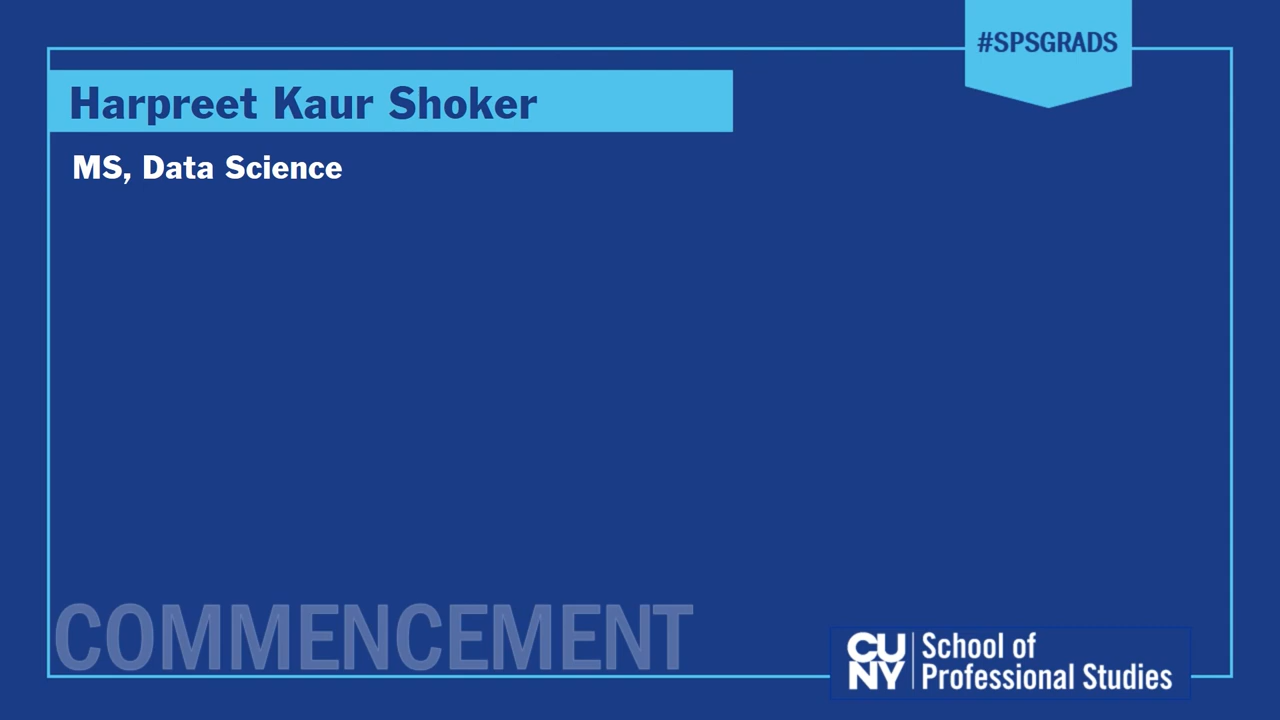 #SPSGRADS
Harpreet Kaur Shoker
MS, Data Science
COMMENCEMENT
CU
NY
School of
Professional Studies